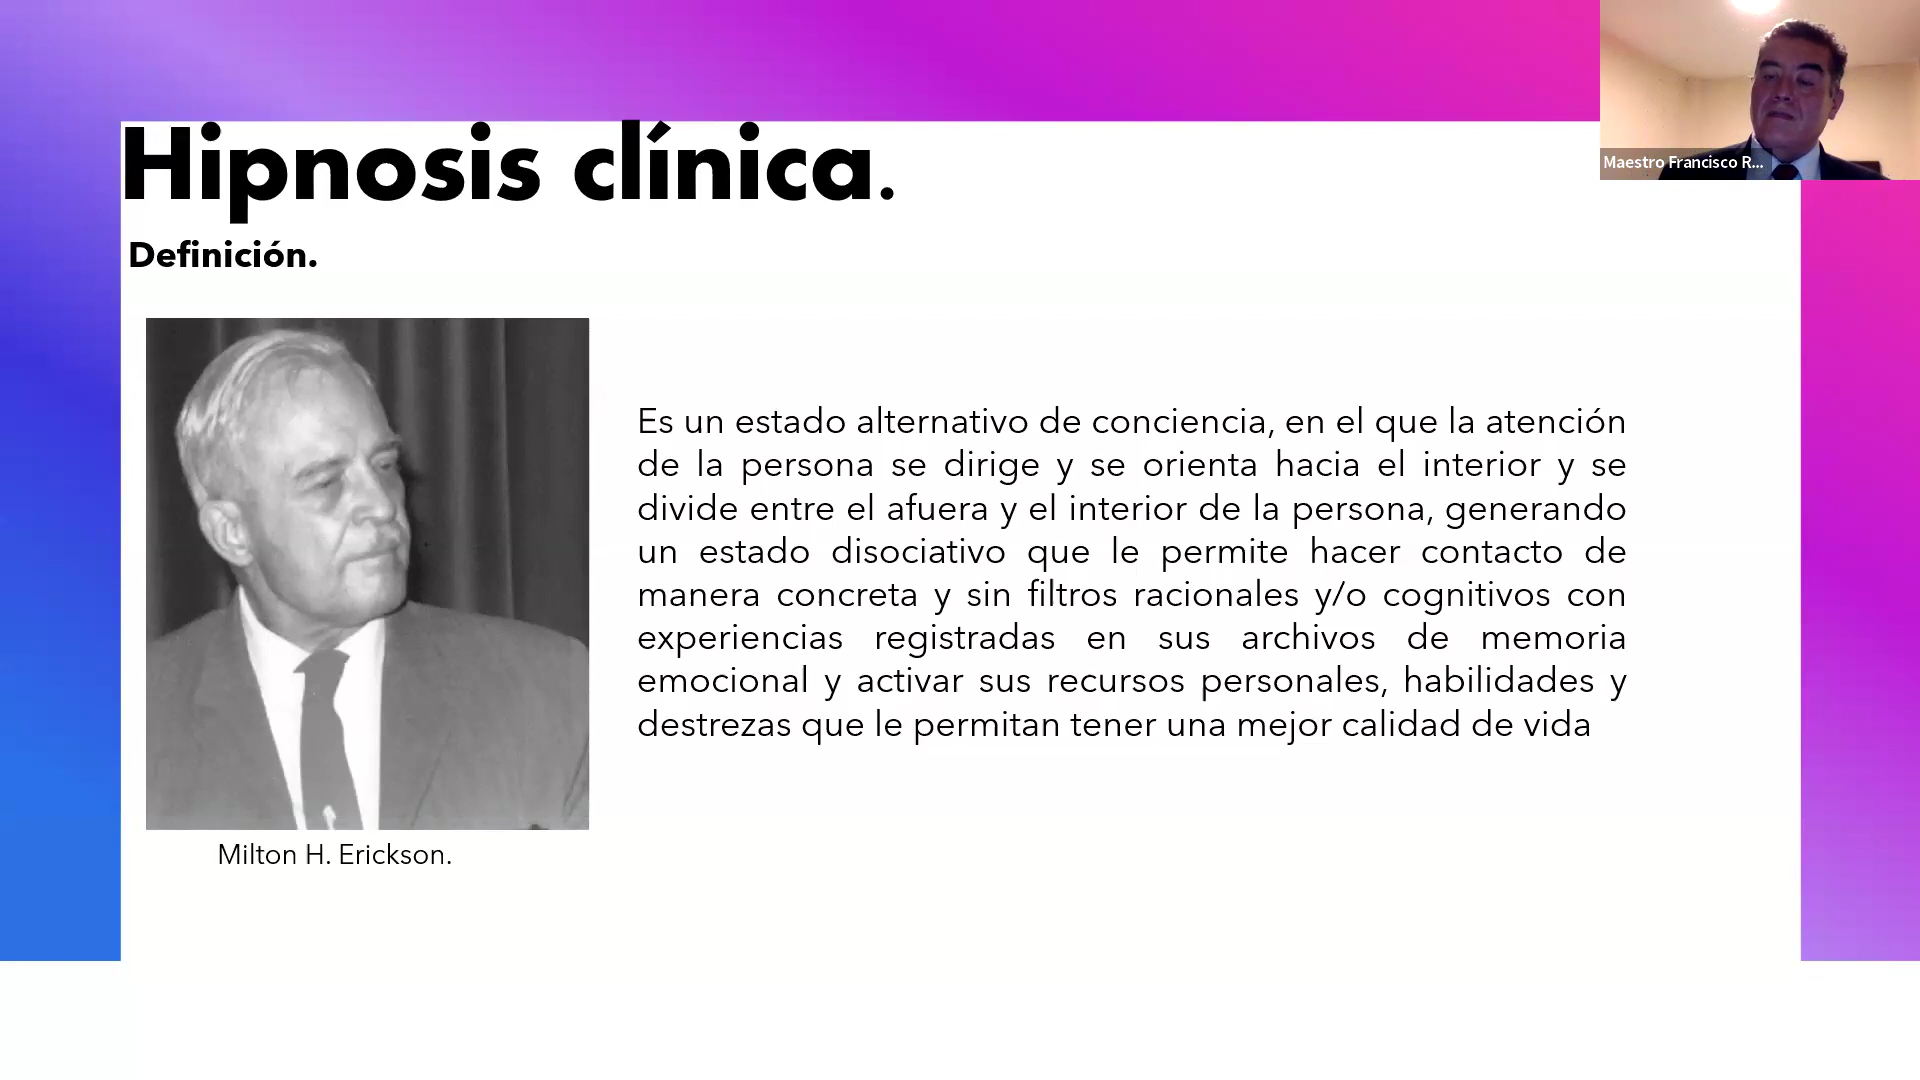 Maestro Francisco R...
Hipnosis clínica.
Definición.
Es un estado alternativo de conciencia, en el que la atención
de la persona se dirige y se orienta hacia el interior y se
divide entre el afuera y el interior de la persona, generando
un estado disociativo que le permite hacer contacto de
manera concreta y sin filtros racionales y/o cognitivos con
experiencias registradas en sus archivos de memoria
emocional y activar sus recursos personales, habilidades y
destrezas que le permitan tener una mejor calidad de vida
Milton H. Erickson.